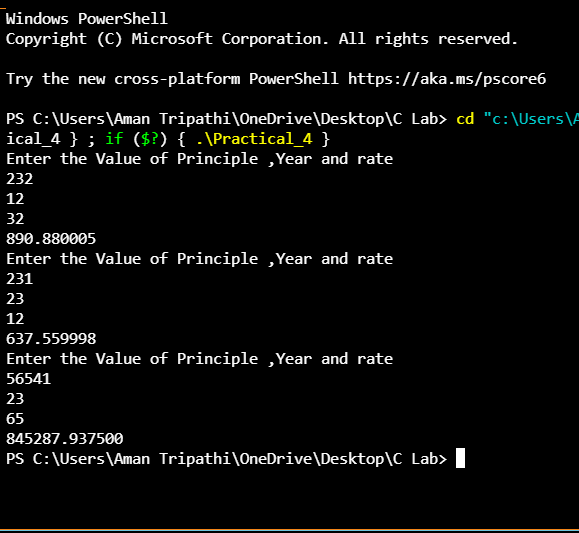 Windows PowerShell
Copyright (C) Microsoft Corporation. All rights reserved.
Try the new cross-platform PowerShell https://aka.ms/pscore6
PS C:\Users\Aman Tripathi\OneDrive\Desktop\C Lab> cd "c:\Users\A
ical_4 } ; if ($?) { .\Practical_4 }
Enter the Value of Principle ,Year and rate
232
12
32
890.880005
Enter the Value of Principle ,Year and rate
231
23
12
637.559998
Enter the Value of Principle ,Year and rate
56541
23
65
845287.937500
PS C:\Users\Aman Tripathi\OneDrive\Desktop\C Lab>